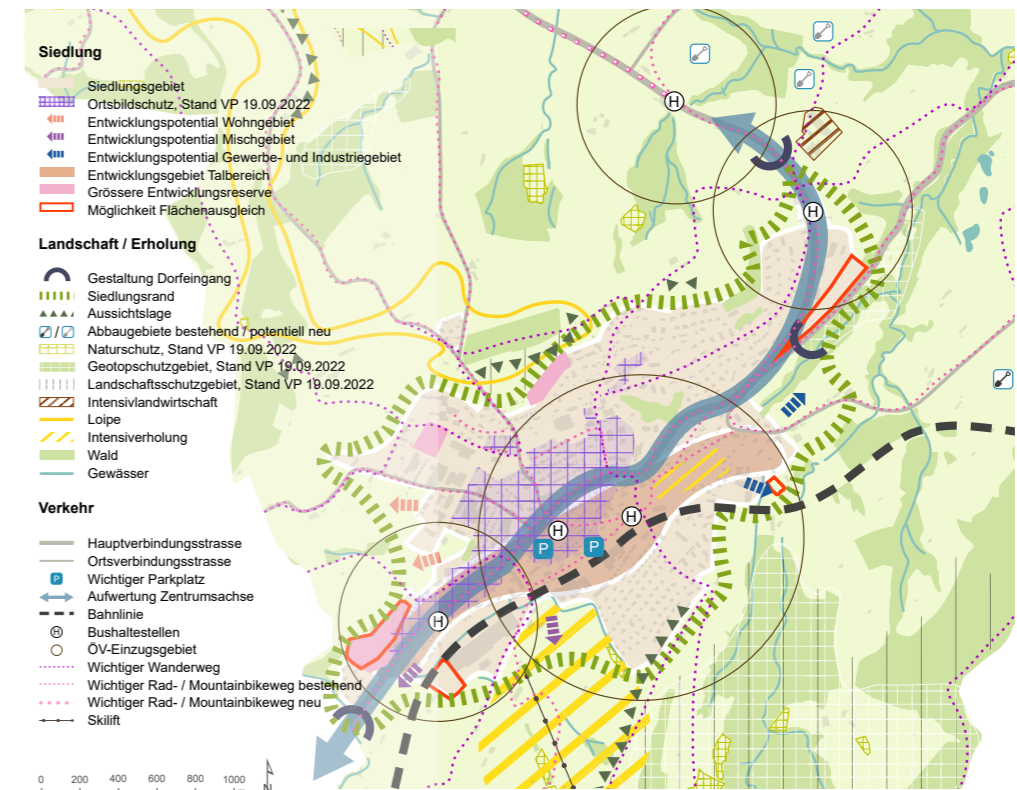 Siedlung
Siedlungsgebiet
Ortsbildschutz, Stand VP 19.09.2022
Entwicklungspotential Wohngebiet
Entwicklungspotential Mischgebiet
Entwicklungspotential Gewerbe- und Industriegebiet
Entwicklungsgebiet Talbereich
Grössere Entwicklungsreserve
Möglichkeit Flächenausgleich
Landschaft / Erholung
Gestaltung Dorfeingang
Siedlungsrand
Aussichtslage
/ Abbaugebiete bestehend / potentiell neu
Naturschutz, Stand VP 19.09.2022
Geotopschutzgebiet, Stand VP 19.09.2022
Landschaftsschutzgebiet, Stand VP 19.09.2022
Intensivlandwirtschaft
Loipe
Intensiverholung
Wald
Gewässer
Verkehr
Hauptverbindungsstrasse
Ortsverbindungsstrasse
P Wichtiger Parkplatz
Aufwertung Zentrumsachse
Bahnlinie
H Bushaltestellen
ÖV-Einzugsgebiet
Wichtiger Wanderweg
Wichtiger Rad- / Mountainbikeweg bestehend
Wichtiger Rad- / Mountainbikeweg neu
Skilift
0 200 400 600 800 1000
H
H
H
H
P P
H